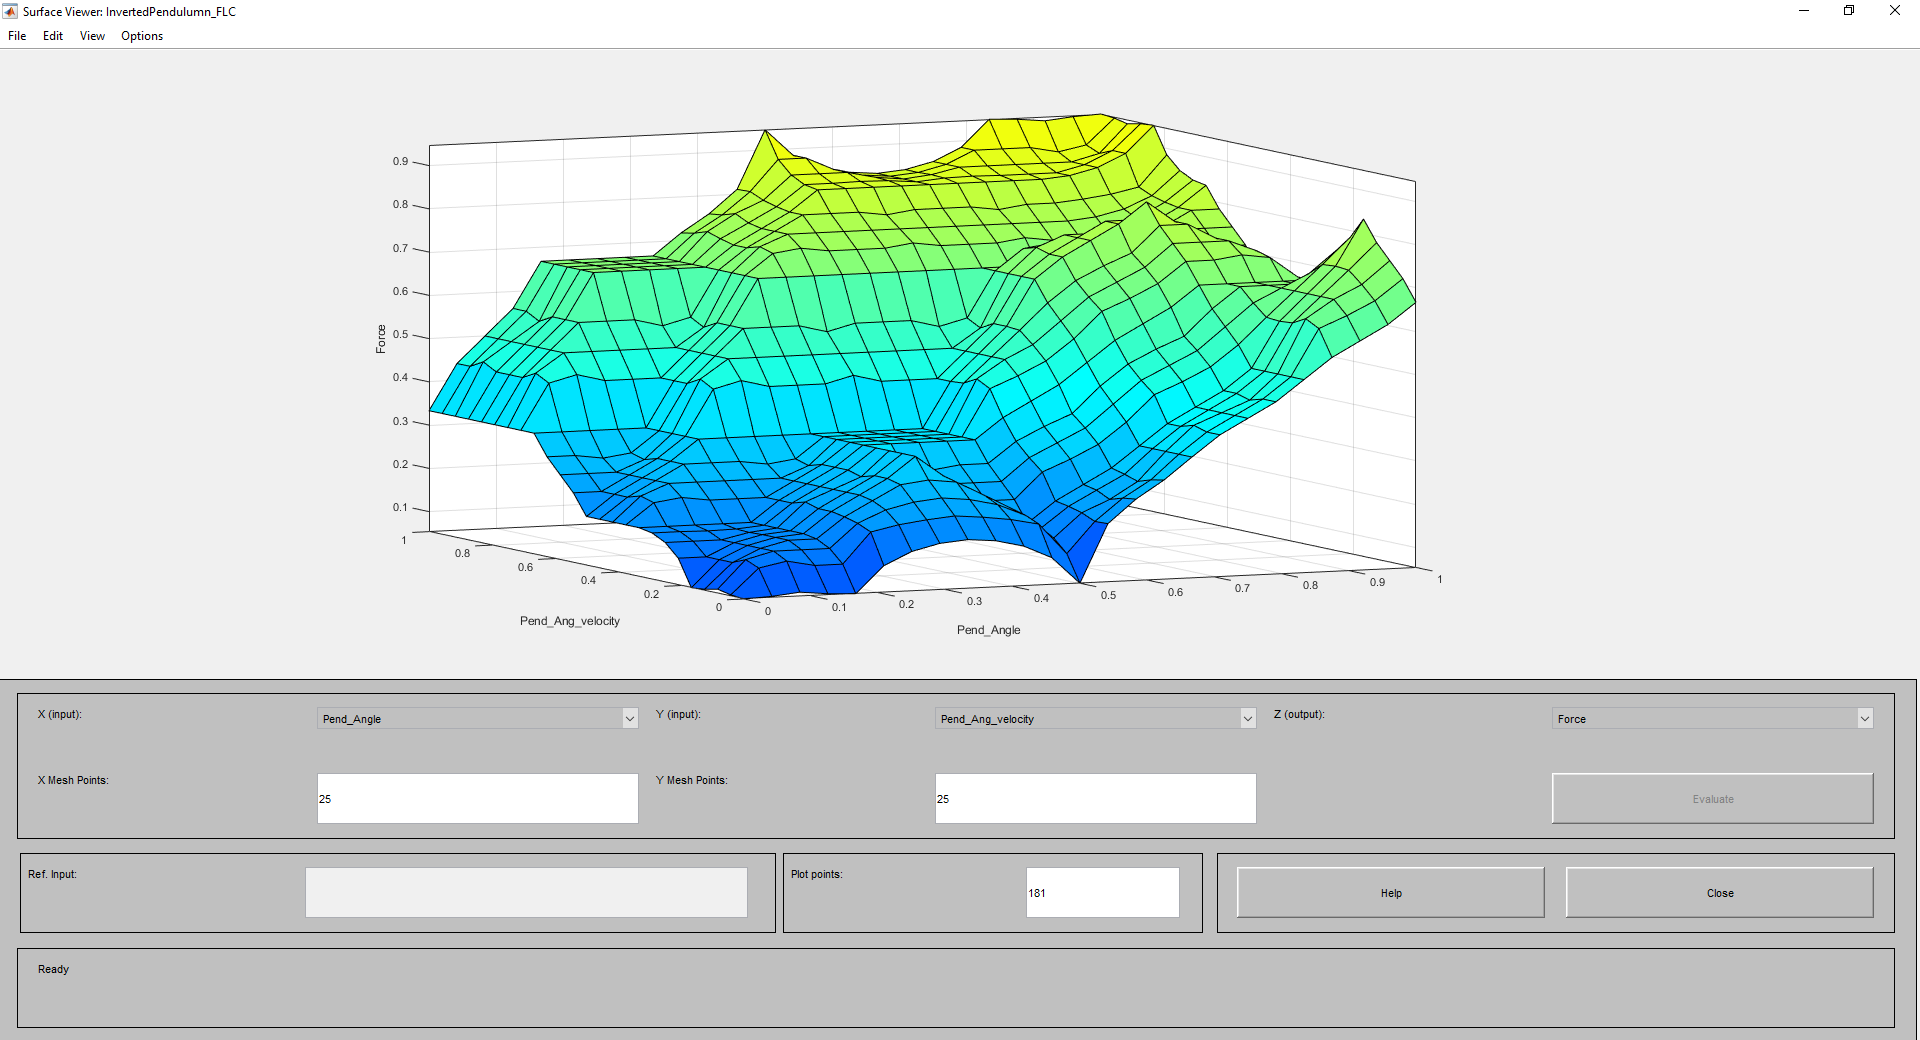 Surface Viewer: InvertedPendulumn_FLC
File Edit View Options
0.9
0.8
0.7
0.6
0.5
0.4
0.3
0.2
0.1
Force
1
0.8
0.6
0.4
0.2
0
Pend_Ang_velocity
0
0.1
0.2
0.3
0.4
0.5
0.6
0.7
0.8
0.9
1
Pend_Angle
X (input): Pend_Angle Y (input): Pend_Ang_velocity Z (output): Force
X Mesh Points: 25 Y Mesh Points: 25 Evaluate
Ref. Input: Plot points: 181 Help Close
Ready